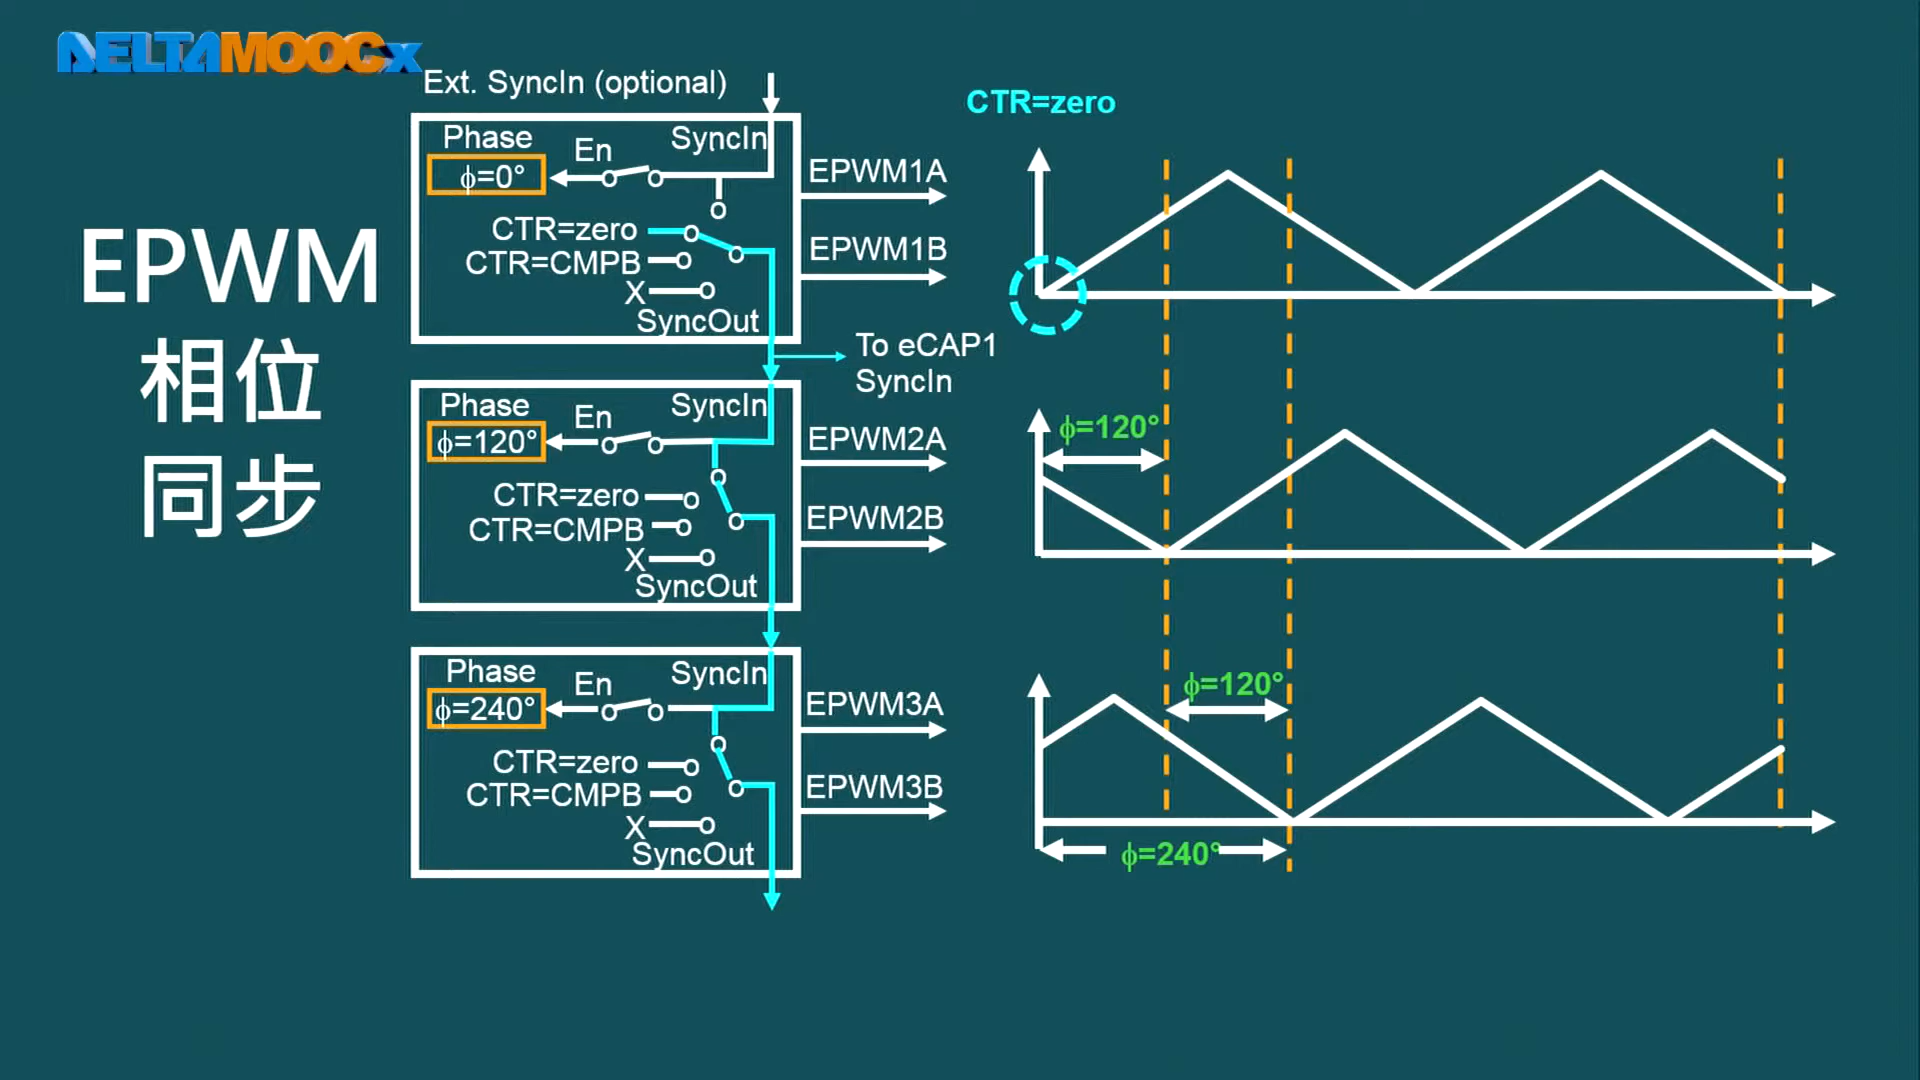 DELTAMOOCx
EPWM
相位
同步
Ext. SyncIn (optional)
Phase
En
SyncIn
ϕ=0°
CTR=zero
CTR=CMPB
X
SyncOut
EPWM1A
EPWM1B
To eCAP1
SyncIn
Phase
En
SyncIn
ϕ=120°
CTR=zero
CTR=CMPB
X
SyncOut
EPWM2A
EPWM2B
Phase
En
SyncIn
ϕ=240°
CTR=zero
CTR=CMPB
X
SyncOut
EPWM3A
EPWM3B
CTR=zero
ϕ=120°
ϕ=120°
ϕ=240°